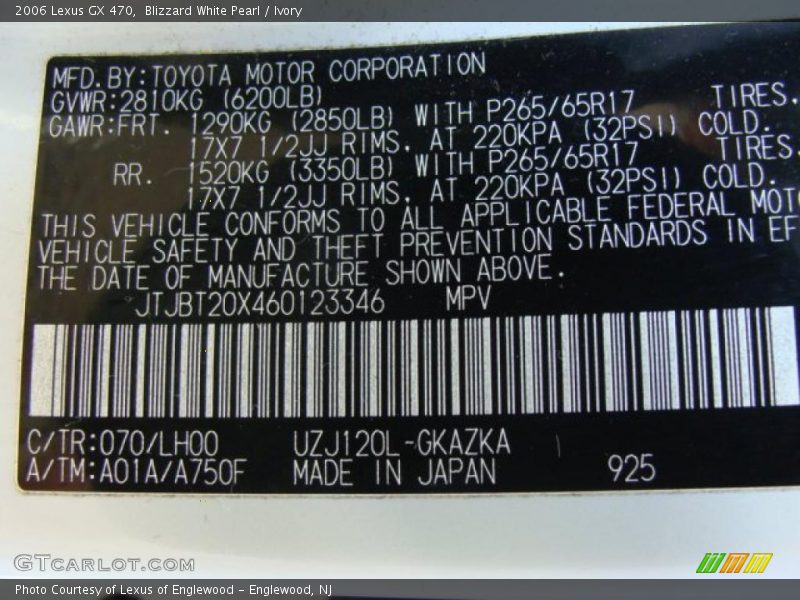 2006 Lexus GX 470, Blizzard White Pearl / Ivory
MFD. BY: TOYOTA MOTOR CORPORATION
GVWR: 2810KG (6200LB)
GAWR: FRT. 1290KG (2850LB) WITH P265/65R17 TIRES,
17X7 1/2JJ RIMS, AT 220KPA (32PSI) COLD.
RR. 1520KG (3350LB) WITH P265/65R17 TIRES,
17X7 1/2JJ RIMS, AT 220KPA (32PSI) COLD.
THIS VEHICLE CONFORMS TO ALL APPLICABLE FEDERAL MOTO
VEHICLE SAFETY AND THEFT PREVENTION STANDARDS IN EF
THE DATE OF MANUFACTURE SHOWN ABOVE.
JTJBT20X460123346 MPV
C/TR: 070/LH00 UZJ120L-GKAZKA
A/TM: A01A/A750F MADE IN JAPAN 925
GTCARLOT.COM
Photo Courtesy of Lexus of Englewood – Englewood, NJ